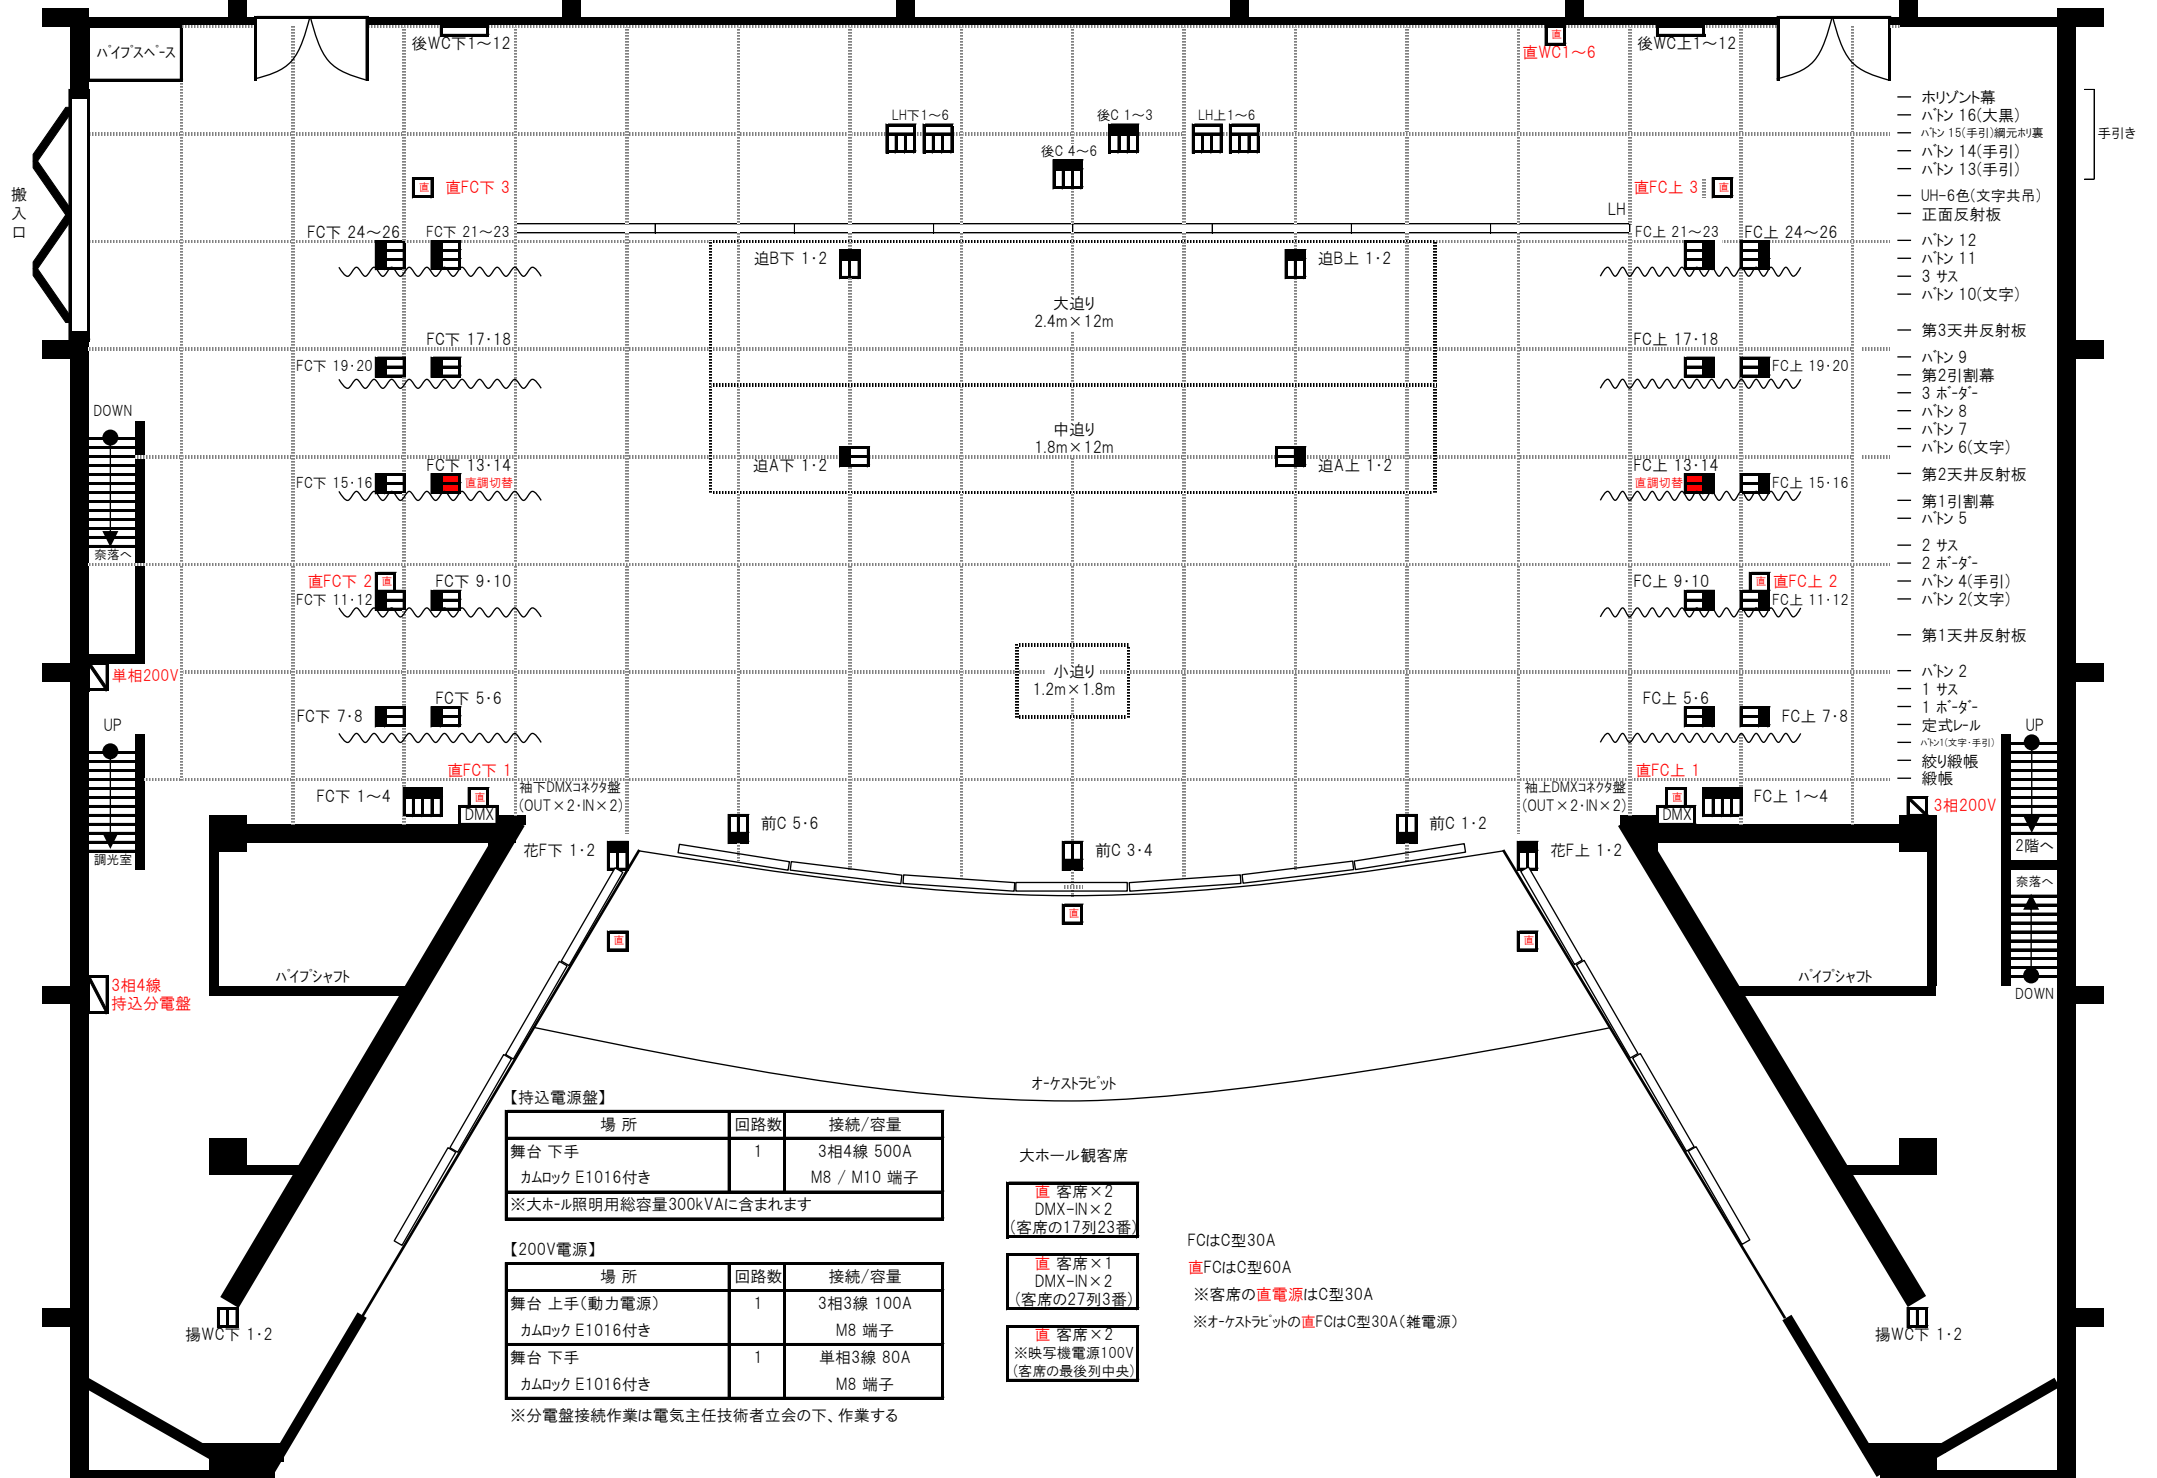 パイプスペース
後WC下1～12
直
直WC1～6
後WC上1～12
ホリゾント幕
バトン 16(大黒)
バトン 15(手引)綱元ホリ裏
バトン 14(手引)
バトン 13(手引)
手引き
UH-6色(文字共吊)
正面反射板
バトン 12
バトン 11
3 サス
バトン 10(文字)
第3天井反射板
バトン 9
第2引割幕
3 ボーダー
バトン 8
バトン 7
バトン 6(文字)
第2天井反射板
第1引割幕
バトン 5
2 サス
2 ボーダー
バトン 4(手引)
バトン 2(文字)
第1天井反射板
バトン 2
1 サス
1 ボーダー
定式レール
バトン1(文字・手引)
絞り緞帳
緞帳
LH下1～6
後C 1～3
LH上1～6
後C 4～6
搬入口
直
直FC下 3
直FC上 3
直
LH
FC下 24～26
FC下 21～23
FC上 21～23
FC上 24～26
迫B下 1・2
迫B上 1・2
大迫り
2.4m×12m
FC下 17・18
FC下 19・20
FC上 17・18
FC上 19・20
DOWN
中迫り
1.8m×12m
迫A下 1・2
迫A上 1・2
FC下 13・14
FC下 15・16
直調切替
FC上 13・14
直調切替
FC上 15・16
奈落へ
直FC下 2
直
FC下 9・10
FC下 11・12
FC上 9・10
直
直FC上 2
FC上 11・12
単相200V
小迫り
1.2m×1.8m
FC下 5・6
FC下 7・8
FC上 5・6
FC上 7・8
UP
UP
直FC下 1
直FC上 1
FC下 1～4
直
DMX
袖下DMXコネクタ盤
(OUT×2・IN×2)
袖上DMXコネクタ盤
(OUT×2・IN×2)
直
DMX
FC上 1～4
3相200V
調光室
2階へ
奈落へ
DOWN
花F下 1・2
前C 5・6
前C 3・4
前C 1・2
花F上 1・2
直
直
直
パイプシャフト
パイプシャフト
3相4線
持込分電盤
オーケストラピット
【持込電源盤】
場 所 回路数 接続/容量
舞台 下手 1 3相4線 500A
カムロック E1016付き M8 / M10 端子
※大ホール照明用総容量300kVAに含まれます
【200V電源】
場 所 回路数 接続/容量
舞台 上手(動力電源) 1 3相3線 100A
カムロック E1016付き M8 端子
舞台 下手 1 単相3線 80A
カムロック E1016付き M8 端子
※分電盤接続作業は電気主任技術者立会の下、作業する
大ホール観客席
直 客席×2
DMX-IN×2
(客席の17列23番)
直 客席×1
DMX-IN×2
(客席の27列3番)
直 客席×2
※映写機電源100V
(客席の最後列中央)
FCはC型30A
直FCはC型60A
※客席の直電源はC型30A
※オーケストラピットの直FCはC型30A(雑電源)
揚WC下 1・2
揚WC下 1・2